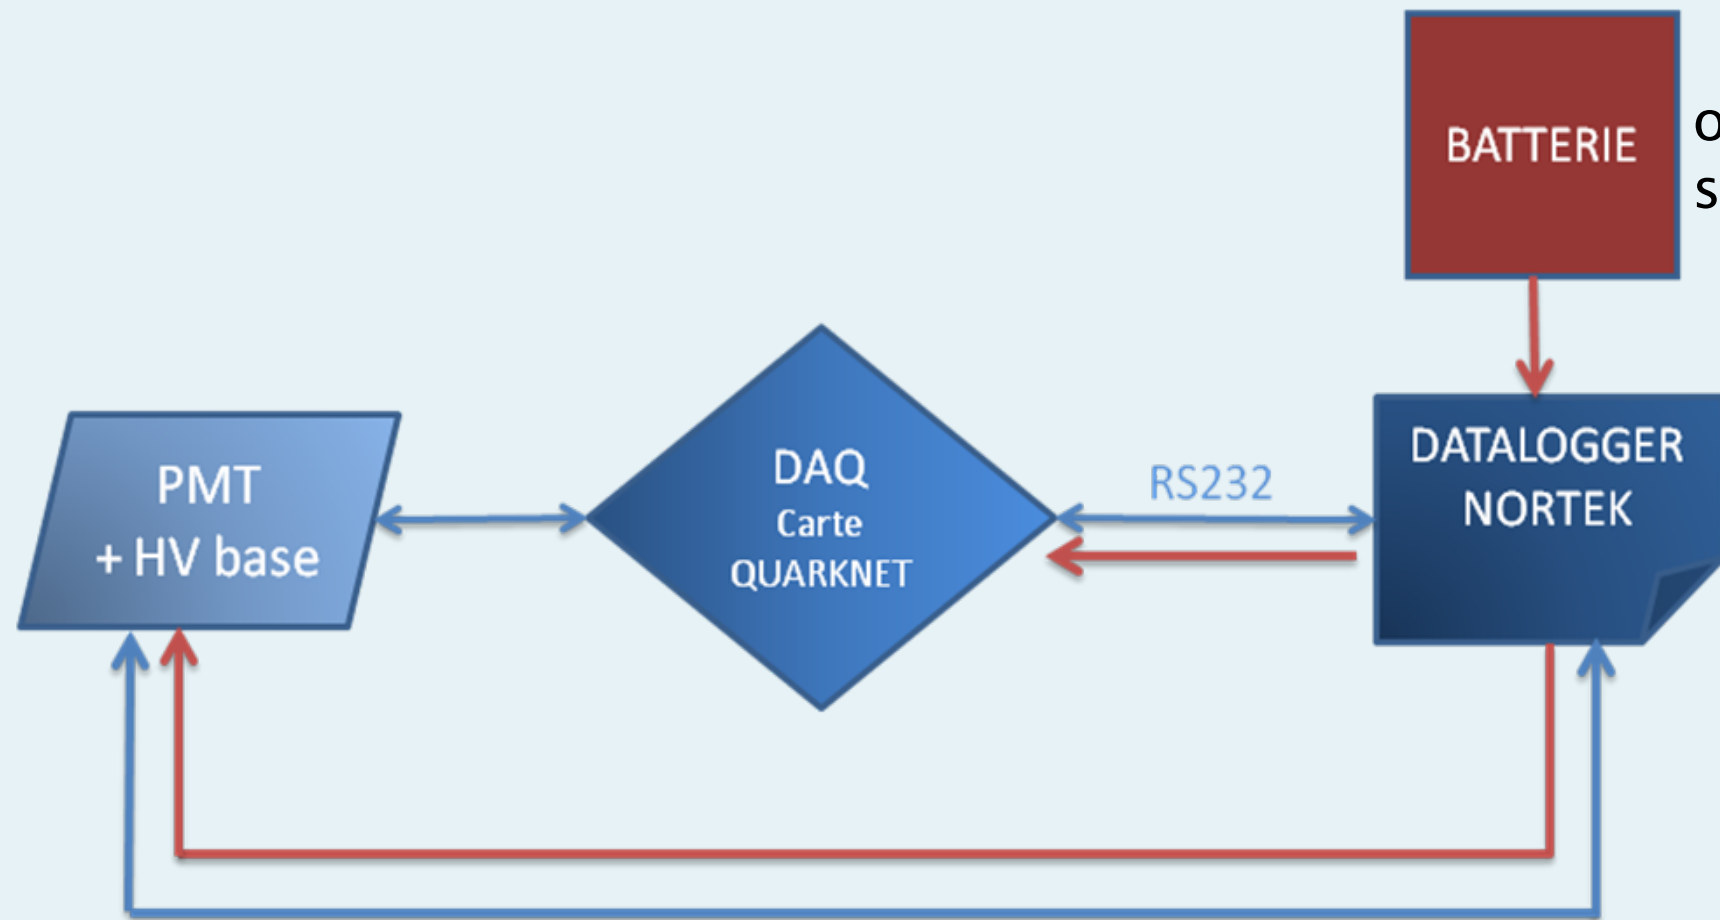 BATTERIE
PMT
+ HV base
DAQ
Carte
QUARKNET
RS232
DATALOGGER
NORTEK